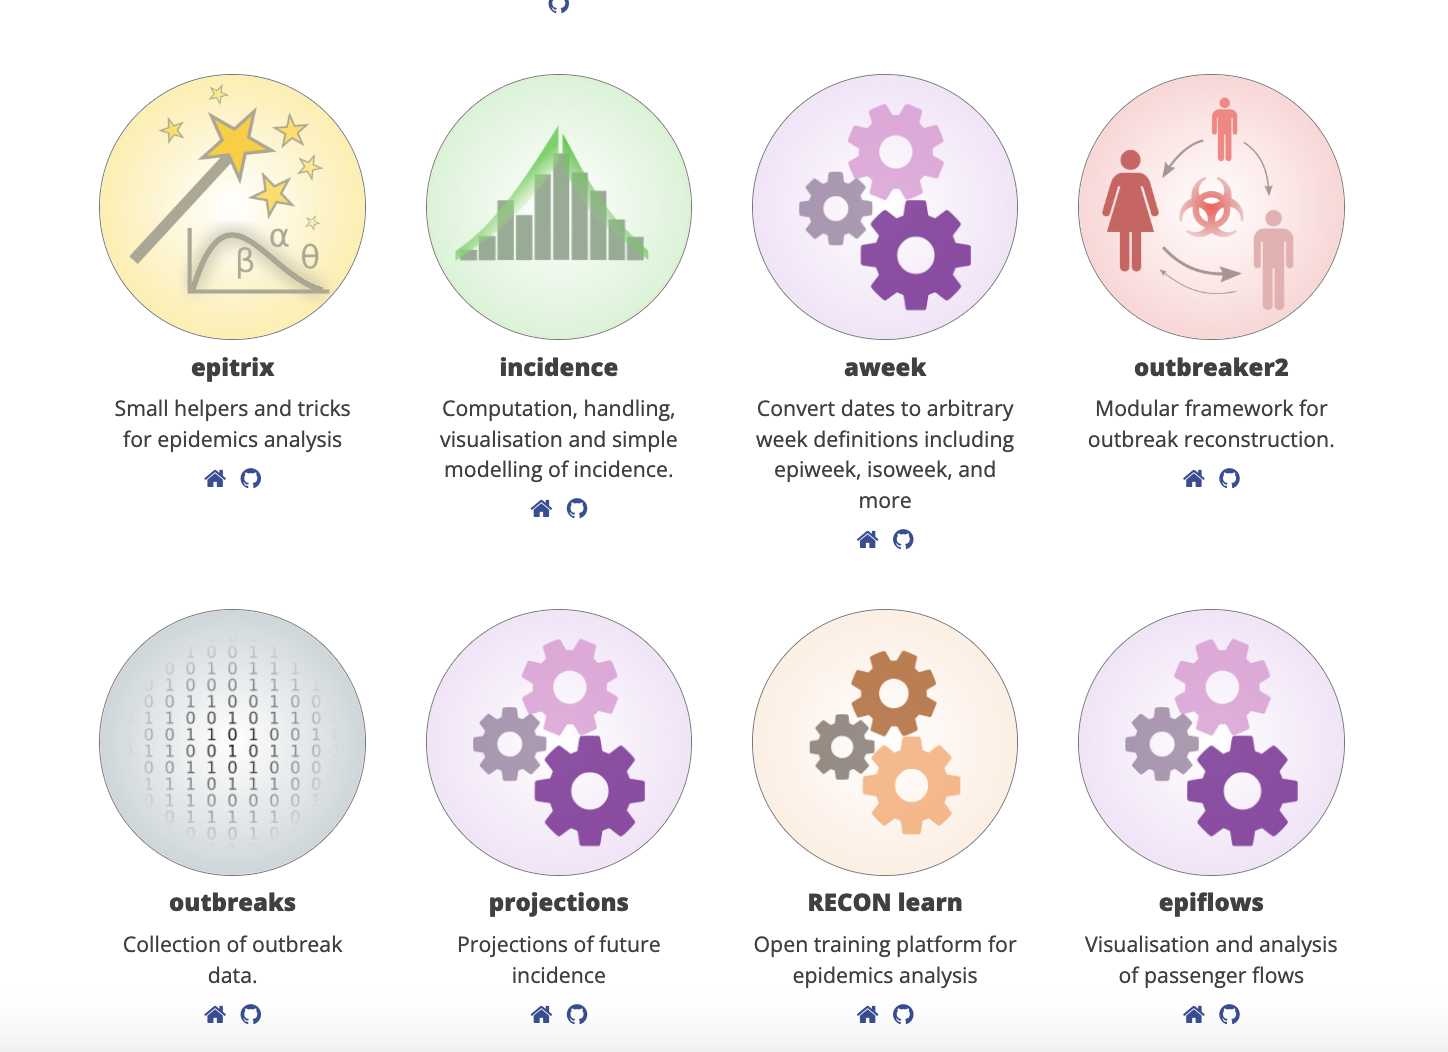 α
β
θ
epitrix
Small helpers and tricks
for epidemics analysis
incidence
Computation, handling,
visualisation and simple
modelling of incidence.
aweek
Convert dates to arbitrary
week definitions including
epiweek, isoweek, and
more
outbreaker2
Modular framework for
outbreak reconstruction.
outbreaks
Collection of outbreak
data.
projections
Projections of future
incidence
RECON learn
Open training platform for
epidemics analysis
epiflows
Visualisation and analysis
of passenger flows